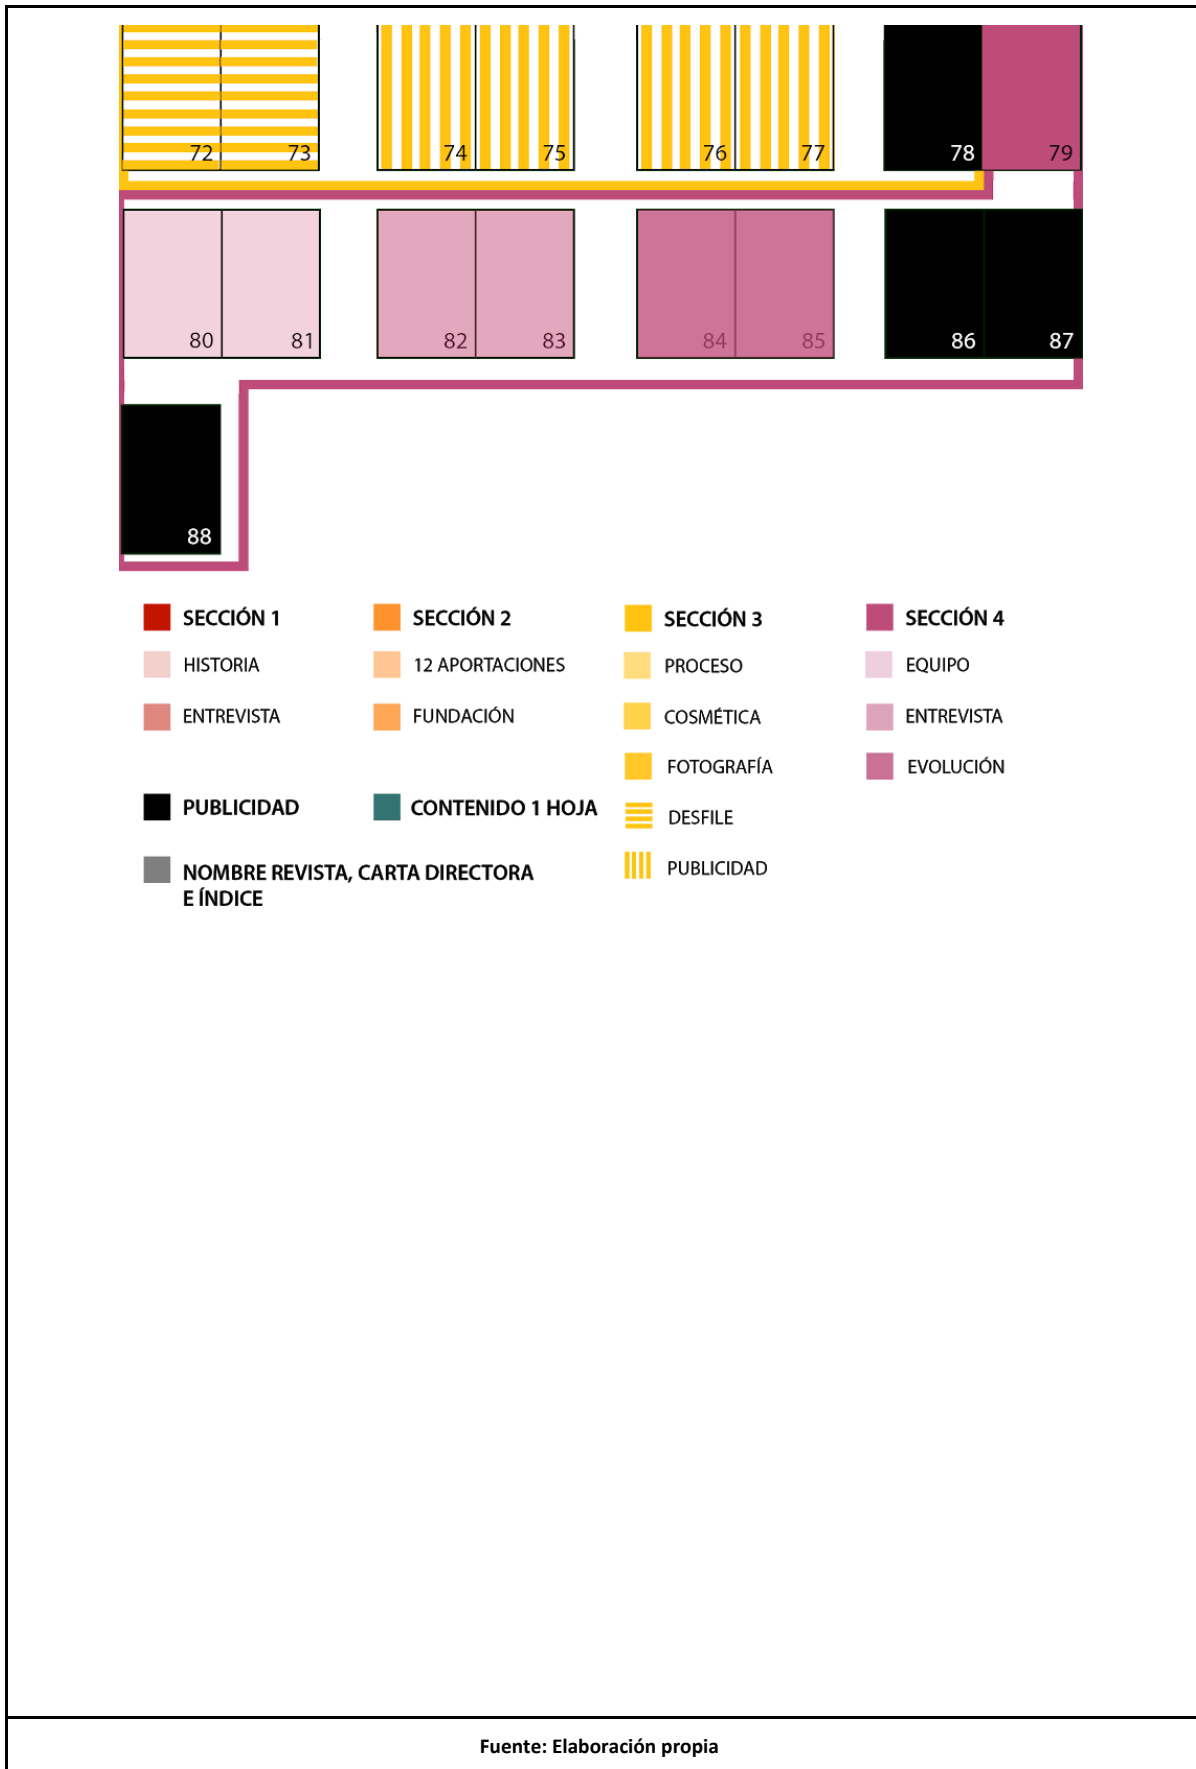 72 73 74 75 76 77 78 79
80 81 82 83 84 85 86 87
88
SECCIÓN 1 SECCIÓN 2 SECCIÓN 3 SECCIÓN 4
HISTORIA 12 APORTACIONES PROCESO EQUIPO
ENTREVISTA FUNDACIÓN COSMÉTICA ENTREVISTA
FOTOGRAFÍA EVOLUCIÓN
PUBLICIDAD CONTENIDO 1 HOJA DESFILE
NOMBRE REVISTA, CARTA DIRECTORA PUBLICIDAD
E ÍNDICE
Fuente: Elaboración propia